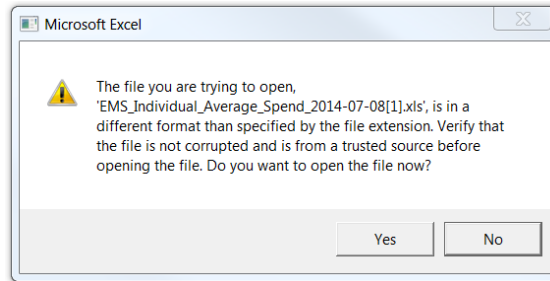 Microsoft Excel
The file you are trying to open,
'EMS_Individual_Average_Spend_2014-07-08[1].xls', is in a
different format than specified by the file extension. Verify that
the file is not corrupted and is from a trusted source before
opening the file. Do you want to open the file now?
Yes No